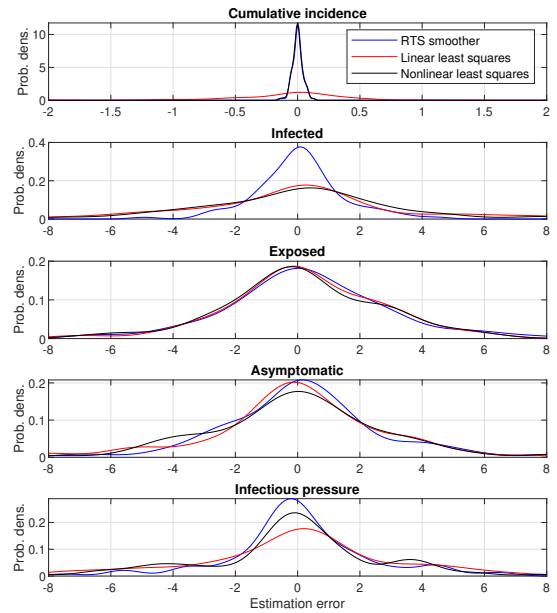 Cumulative incidence
Prob. dens.
10
5
0
-2 -1.5 -1 -0.5 0 0.5 1 1.5 2
RTS smoother
Linear least squares
Nonlinear least squares
Infected
Prob. dens.
0.4
0.2
0
-8 -6 -4 -2 0 2 4 6 8
Exposed
Prob. dens.
0.2
0.1
0
-8 -6 -4 -2 0 2 4 6 8
Asymptomatic
Prob. dens.
0.2
0.1
0
-8 -6 -4 -2 0 2 4 6 8
Infectious pressure
Prob. dens.
0.2
0.1
0
-8 -6 -4 -2 0 2 4 6 8
Estimation error